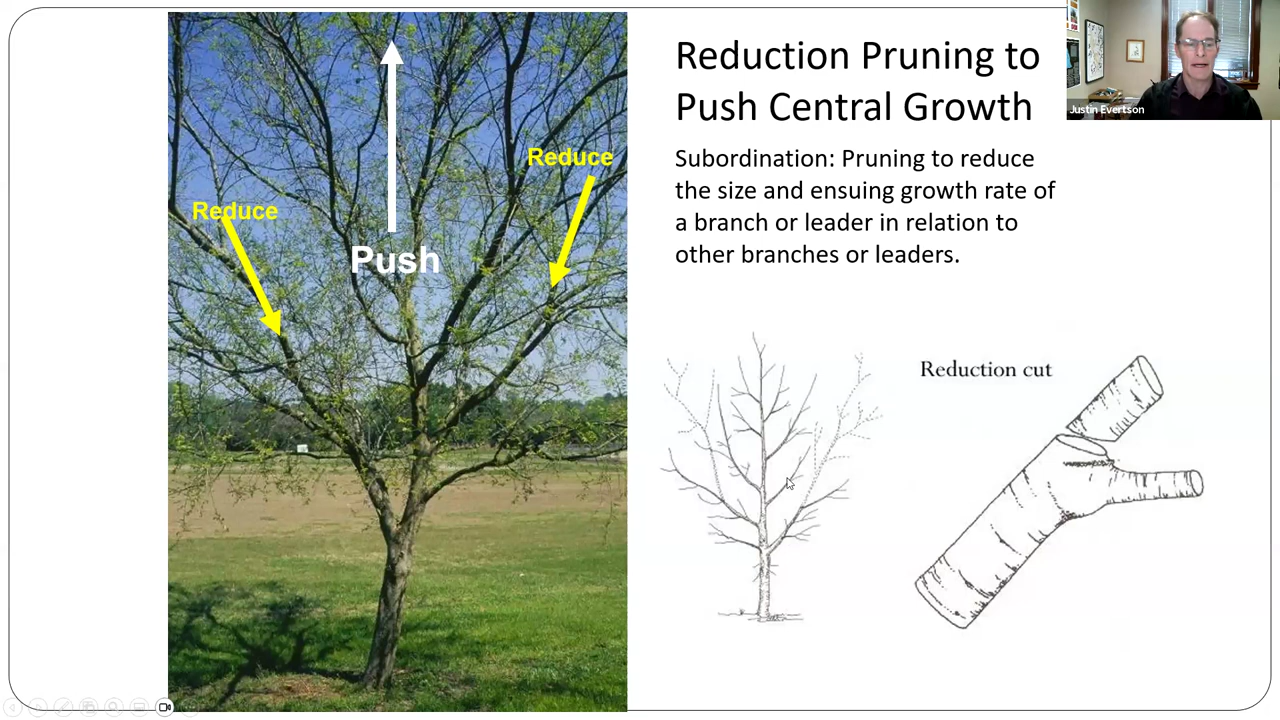 Reduction Pruning to
Push Central Growth
Subordination: Pruning to reduce
the size and ensuing growth rate of
a branch or leader in relation to
other branches or leaders.
Reduce
Reduce
Push
Reduction cut
Justin Evertson